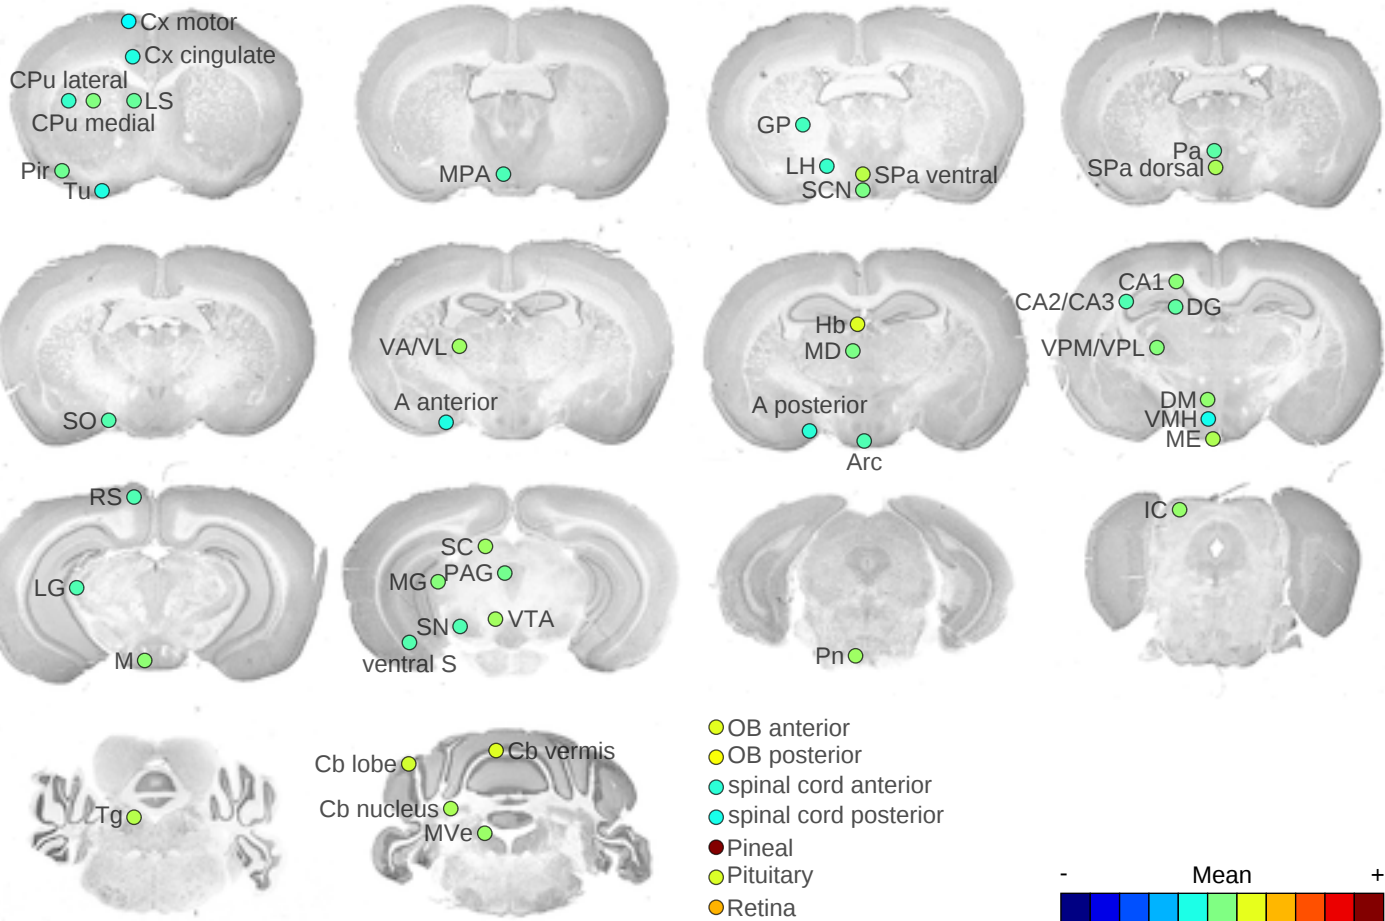 Cx motor
Cx cingulate
CPu lateral
LS
CPu medial
Pir
Tu
MPA
GP
LH
SPa ventral
SCN
Pa
SPa dorsal
SO
VA/VL
A anterior
Hb
MD
A posterior
Arc
CA1
CA2/CA3
DG
VPM/VPL
DM
VMH
ME
RS
LG
M
SC
MG
PAG
SN
VTA
ventral S
Pn
IC
Tg
Cb lobe
Cb vermis
Cb nucleus
MVe
OB anterior
OB posterior
spinal cord anterior
spinal cord posterior
Pineal
Pituitary
Retina
- Mean +